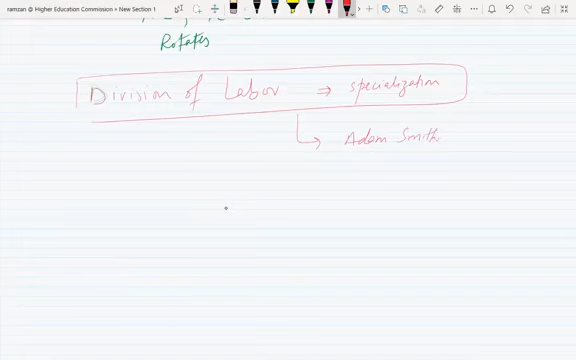 ramzan @ Higher Education Commission » New Section 1
Rotates
Division of Labor ⇒ specialization
↳ Adam Smith